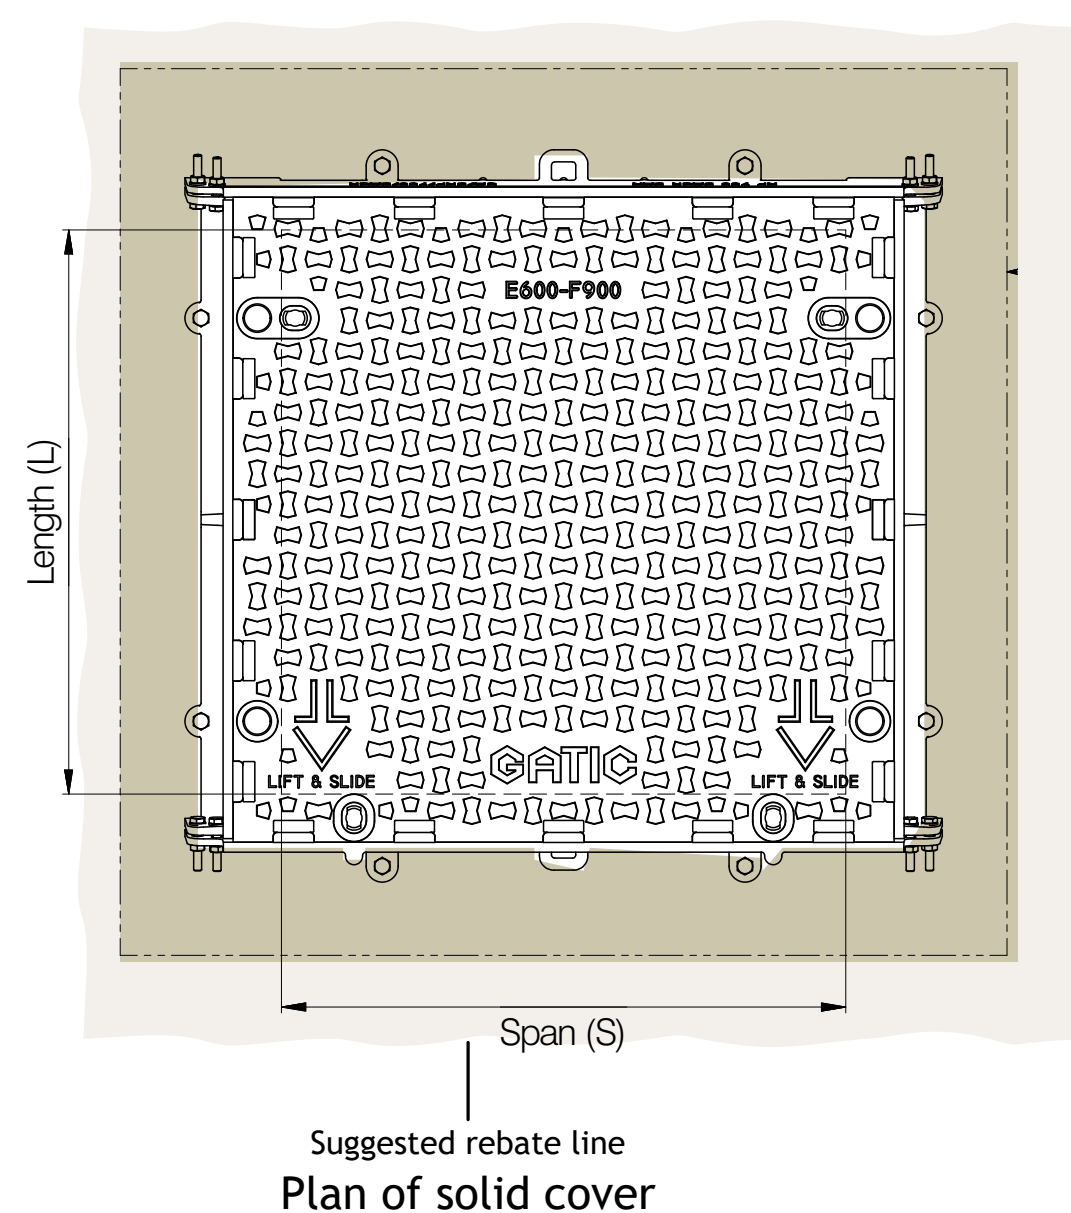 E600-F900
Length (L)
GATIC
LIFT & SLIDE
LIFT & SLIDE
Span (S)
Suggested rebate line
Plan of solid cover